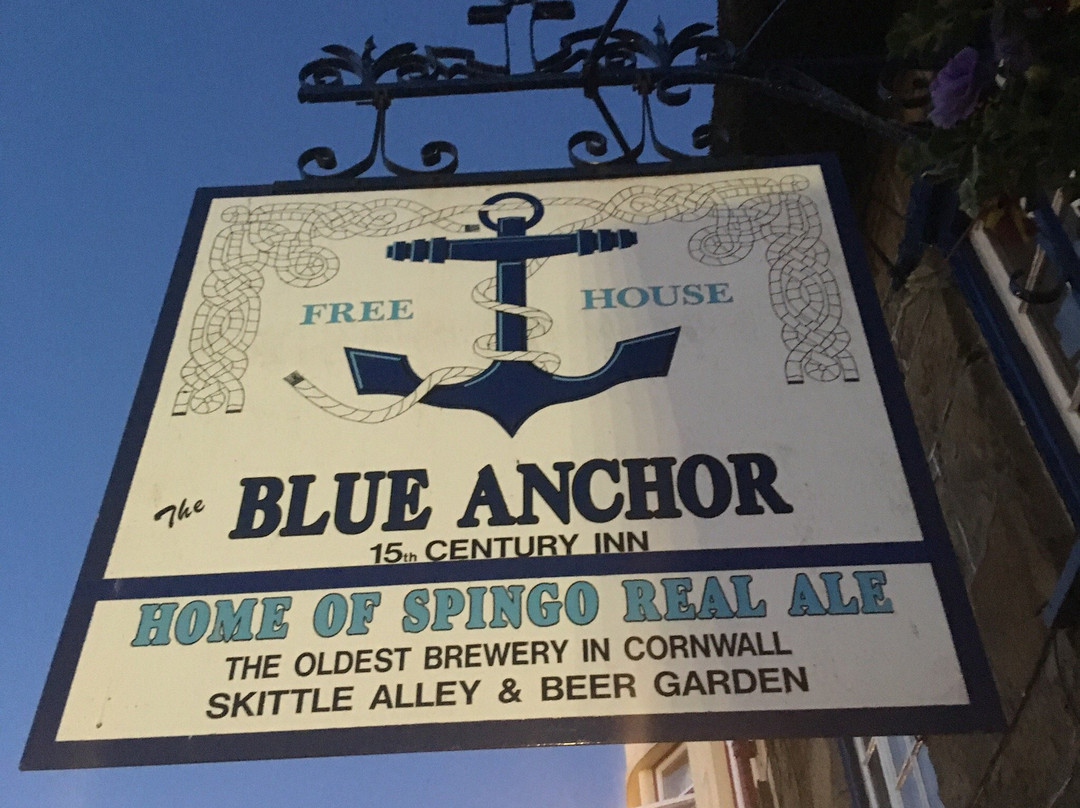 FREE HOUSE
The BLUE ANCHOR
15th CENTURY INN
HOME OF SPINGO REAL ALE
THE OLDEST BREWERY IN CORNWALL
SKITTLE ALLEY & BEER GARDEN